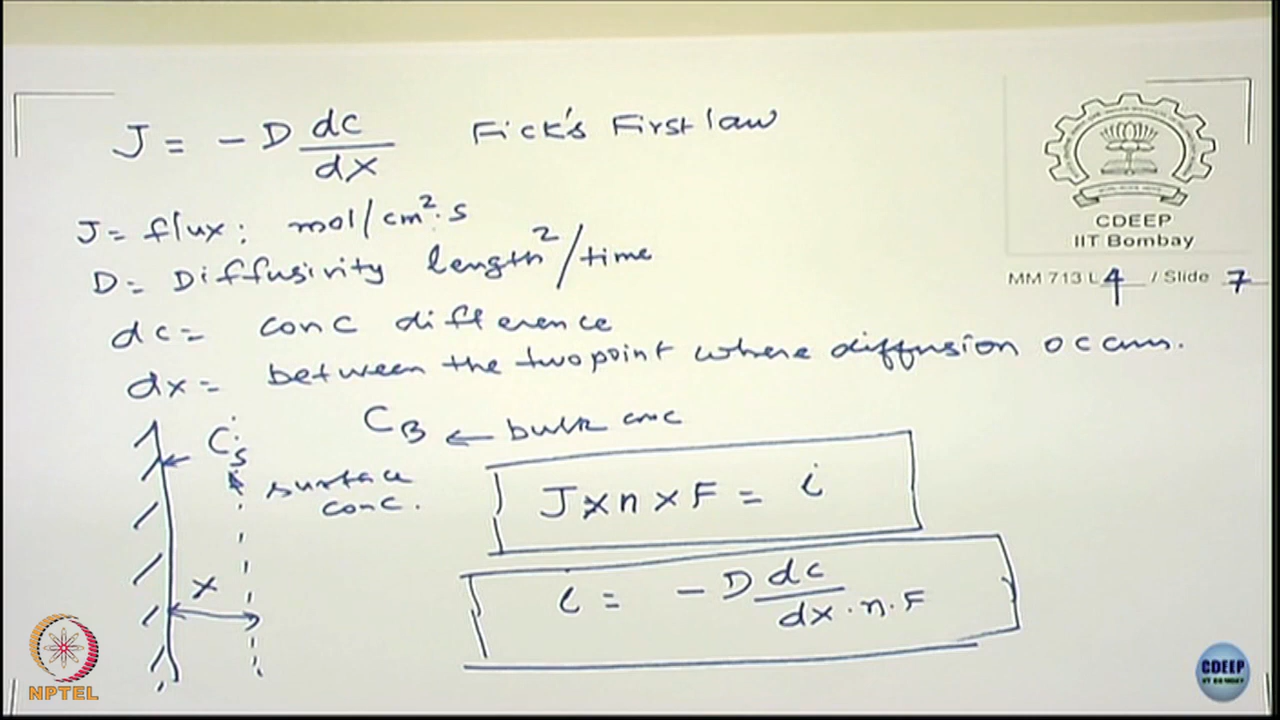 J = -D dc/dx Fick's First law
CDEEP
IIT Bombay
MM 713 L 4 / Slide 7
J = flux: mol/cm².s
D = Diffusivity length²/time
dc = conc difference
dx = between the two point where diffusion occurs.
Cs
surface
conc.
CB ← bulk conc
J x n x F = i
i = -D dc/dx . n . F
x
NPTEL
CDEEP
IIT BOMBAY